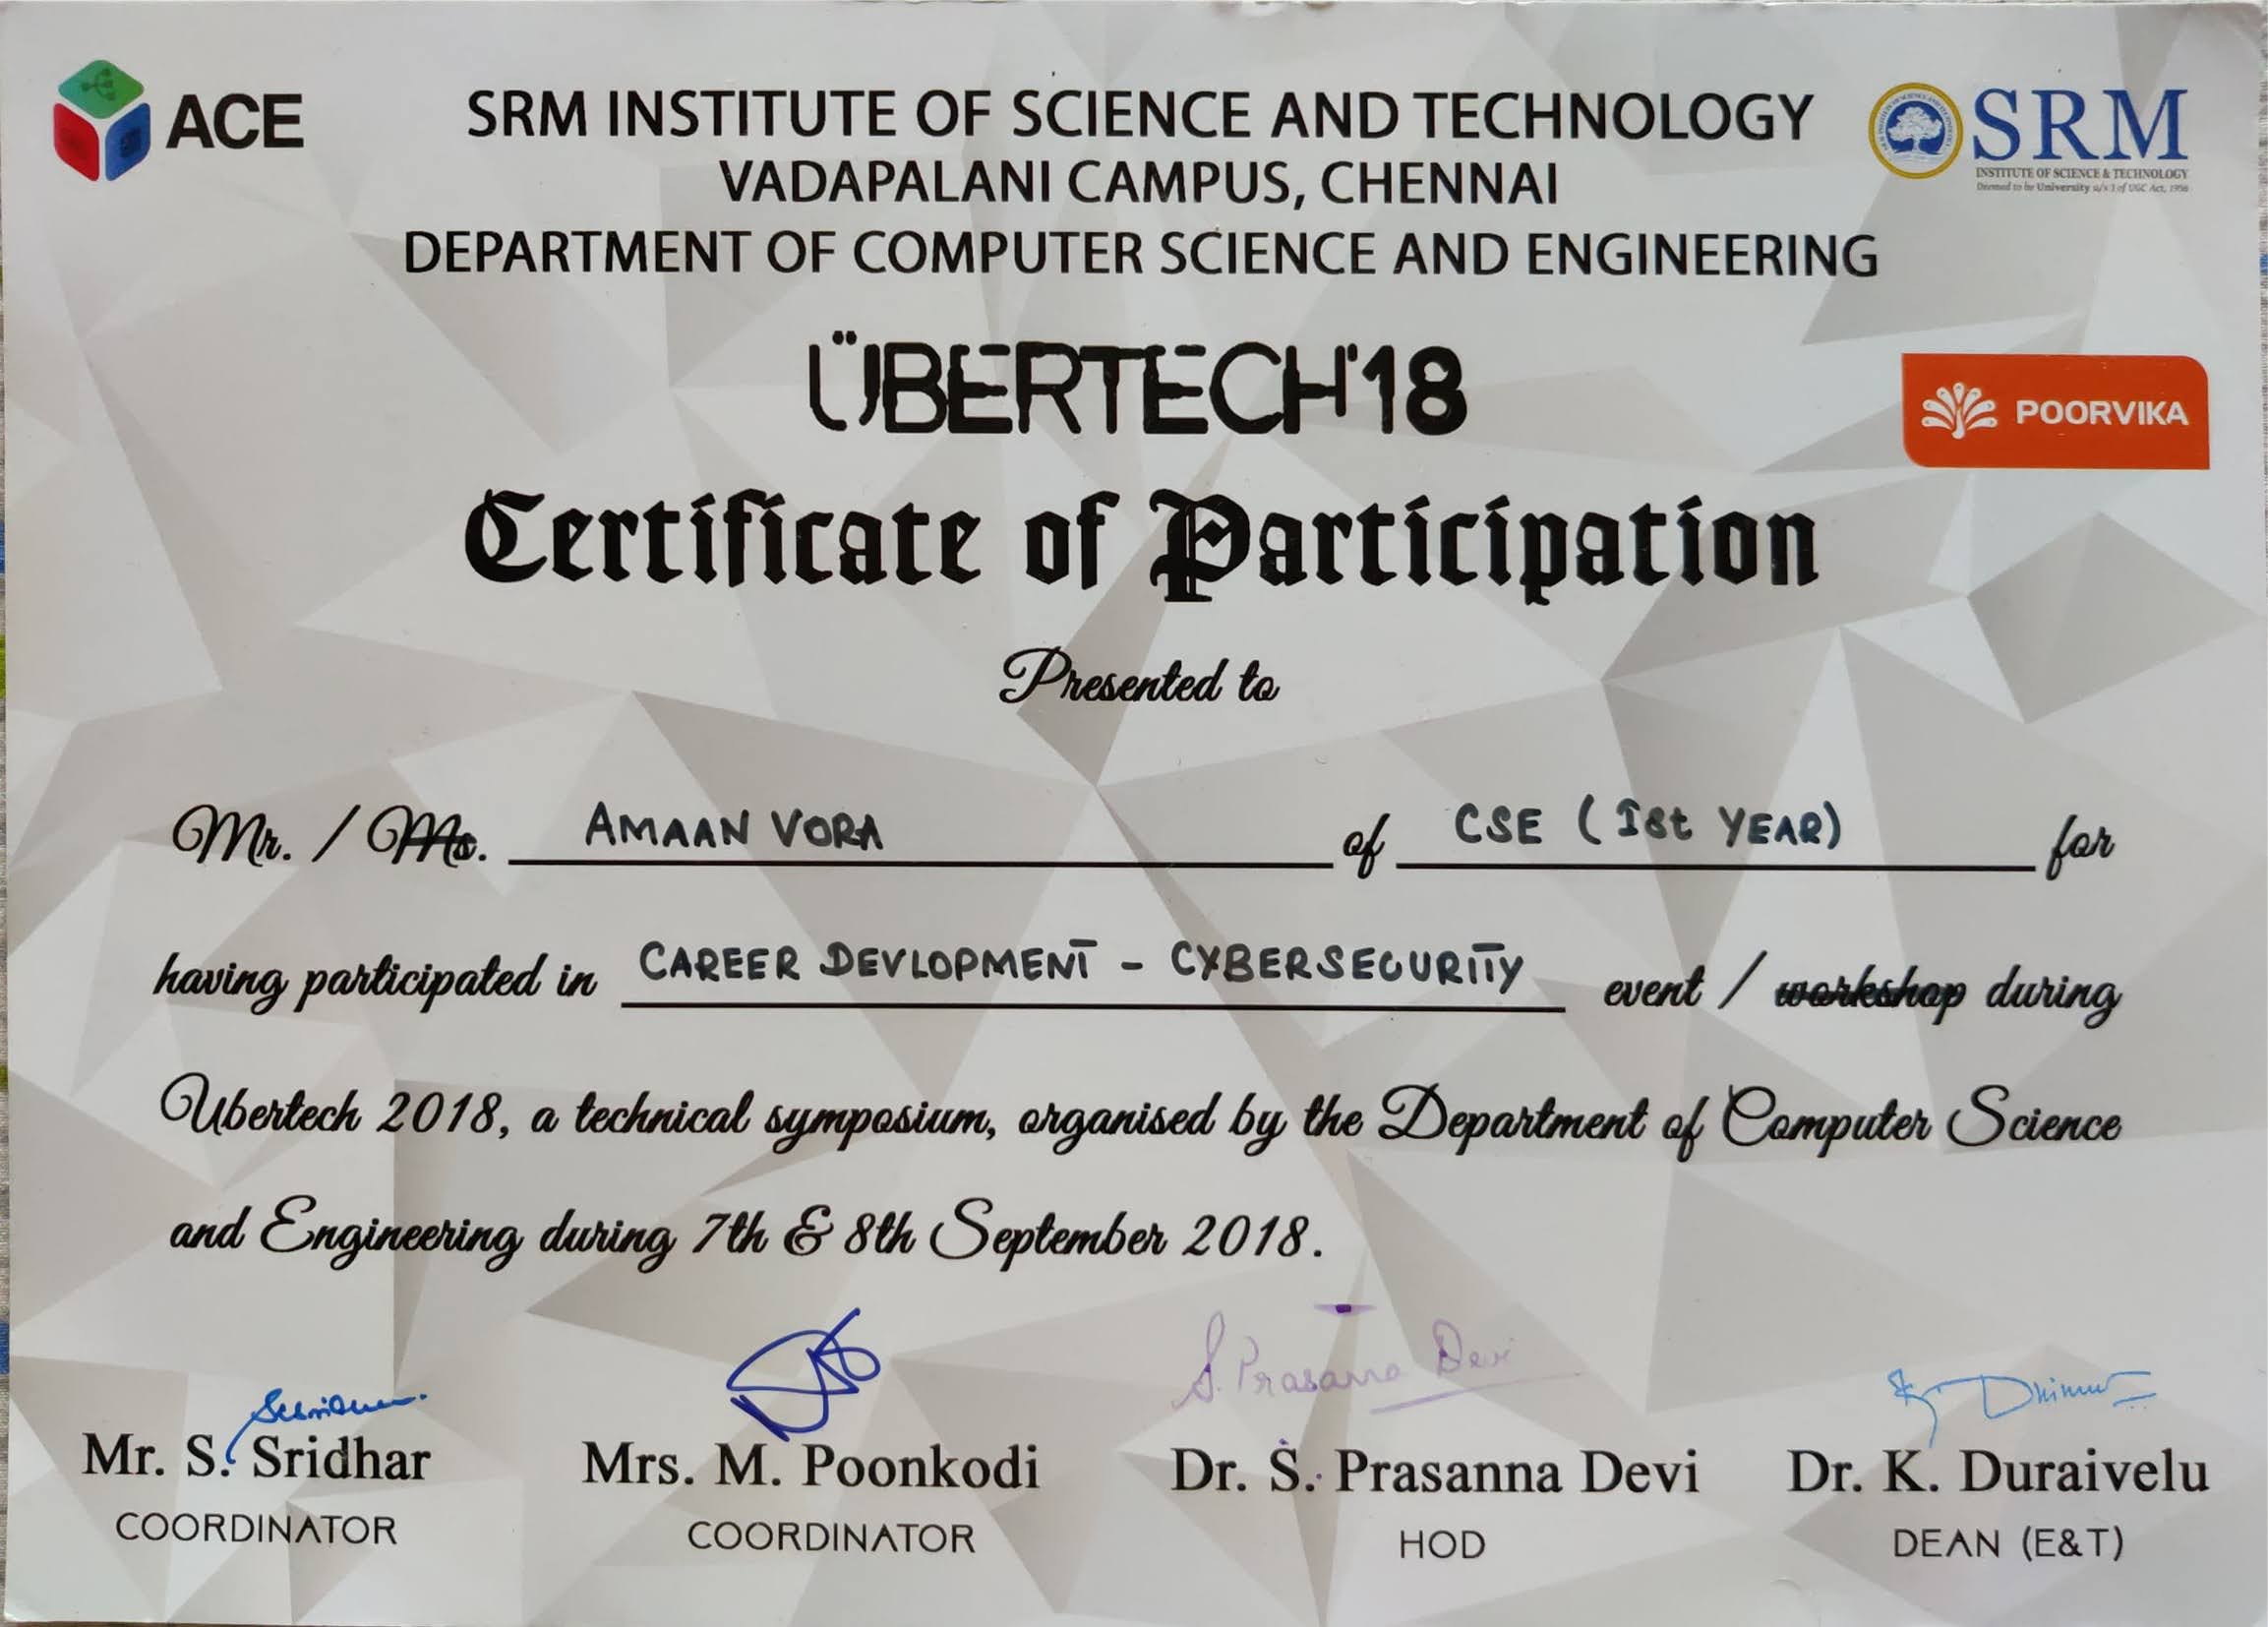 ACE
SRM INSTITUTE OF SCIENCE AND TECHNOLOGY
VADAPALANI CAMPUS, CHENNAI
DEPARTMENT OF COMPUTER SCIENCE AND ENGINEERING
SRM
INSTITUTE OF SCIENCE & TECHNOLOGY
Deemed to be University u/s 3 of UGC Act, 1956
ÜBERTECH'18
POORVIKA
Certificate of Participation
Presented to
Mr. / Ms. AMAAN VORA of CSE (Ist YEAR) for
having participated in CAREER DEVLOPMENT - CYBERSECURITY event / workshop during
Ubertech 2018, a technical symposium, organised by the Department of Computer Science
and Engineering during 7th & 8th September 2018.
S. Prasanna Devi
Mr. S. Sridhar
Mrs. M. Poonkodi
Dr. S. Prasanna Devi
Dr. K. Duraivelu
COORDINATOR
COORDINATOR
HOD
DEAN (E&T)